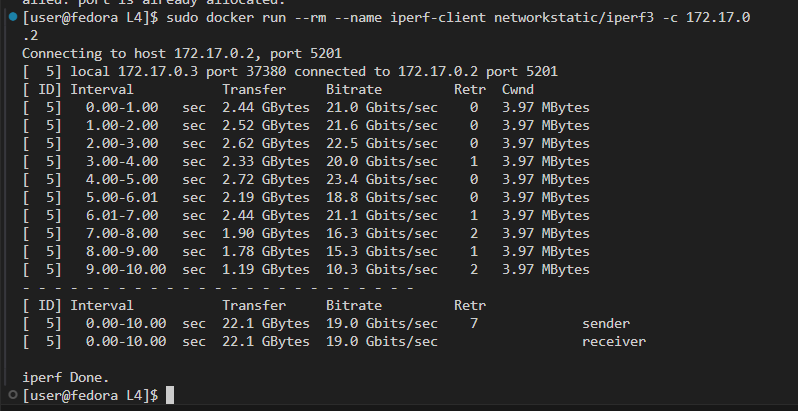 ailed: port is already allocated.
[user@fedora L4]$ sudo docker run --rm --name iperf-client networkstatic/iperf3 -c 172.17.0
.2
Connecting to host 172.17.0.2, port 5201
[  5] local 172.17.0.3 port 37380 connected to 172.17.0.2 port 5201
[ ID] Interval           Transfer     Bitrate         Retr  Cwnd
[  5]   0.00-1.00   sec  2.44 GBytes  21.0 Gbits/sec    0   3.97 MBytes
[  5]   1.00-2.00   sec  2.52 GBytes  21.6 Gbits/sec    0   3.97 MBytes
[  5]   2.00-3.00   sec  2.62 GBytes  22.5 Gbits/sec    0   3.97 MBytes
[  5]   3.00-4.00   sec  2.33 GBytes  20.0 Gbits/sec    1   3.97 MBytes
[  5]   4.00-5.00   sec  2.72 GBytes  23.4 Gbits/sec    0   3.97 MBytes
[  5]   5.00-6.01   sec  2.19 GBytes  18.8 Gbits/sec    0   3.97 MBytes
[  5]   6.01-7.00   sec  2.44 GBytes  21.1 Gbits/sec    1   3.97 MBytes
[  5]   7.00-8.00   sec  1.90 GBytes  16.3 Gbits/sec    2   3.97 MBytes
[  5]   8.00-9.00   sec  1.78 GBytes  15.3 Gbits/sec    1   3.97 MBytes
[  5]   9.00-10.00  sec  1.19 GBytes  10.3 Gbits/sec    2   3.97 MBytes
- - - - - - - - - - - - - - - - - - - - - - - - -
[ ID] Interval           Transfer     Bitrate         Retr
[  5]   0.00-10.00  sec  22.1 GBytes  19.0 Gbits/sec    7             sender
[  5]   0.00-10.00  sec  22.1 GBytes  19.0 Gbits/sec                  receiver
iperf Done.
[user@fedora L4]$